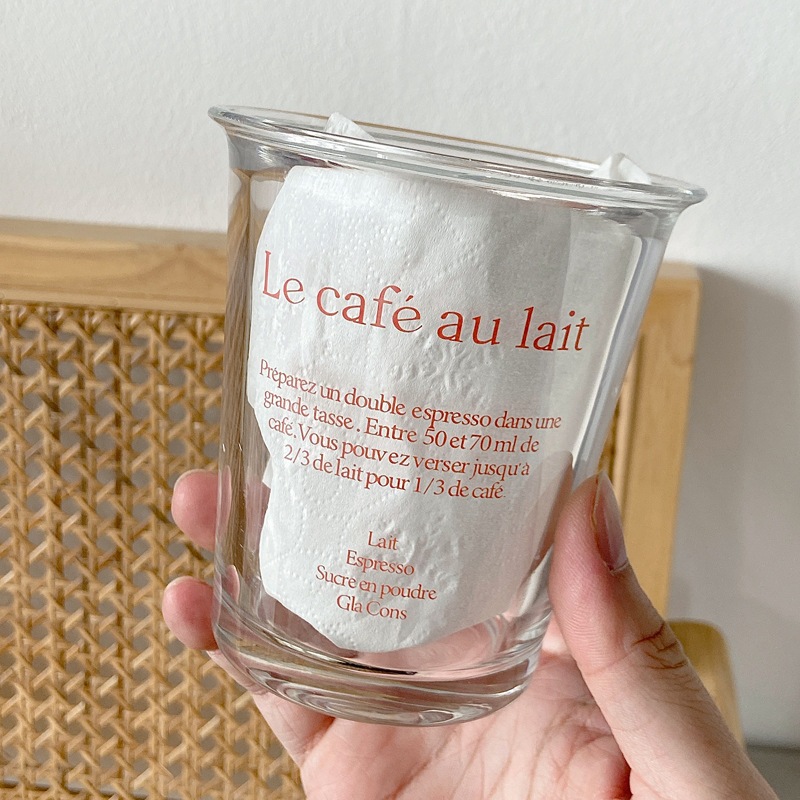 Le café au lait
Préparez un double espresso dans une
grande tasse. Entre 50 et 70 ml de
café. Vous pouvez verser jusqu'à
2/3 de lait pour 1/3 de café
Lait
Espresso
Sucre en poudre
Gla Cons